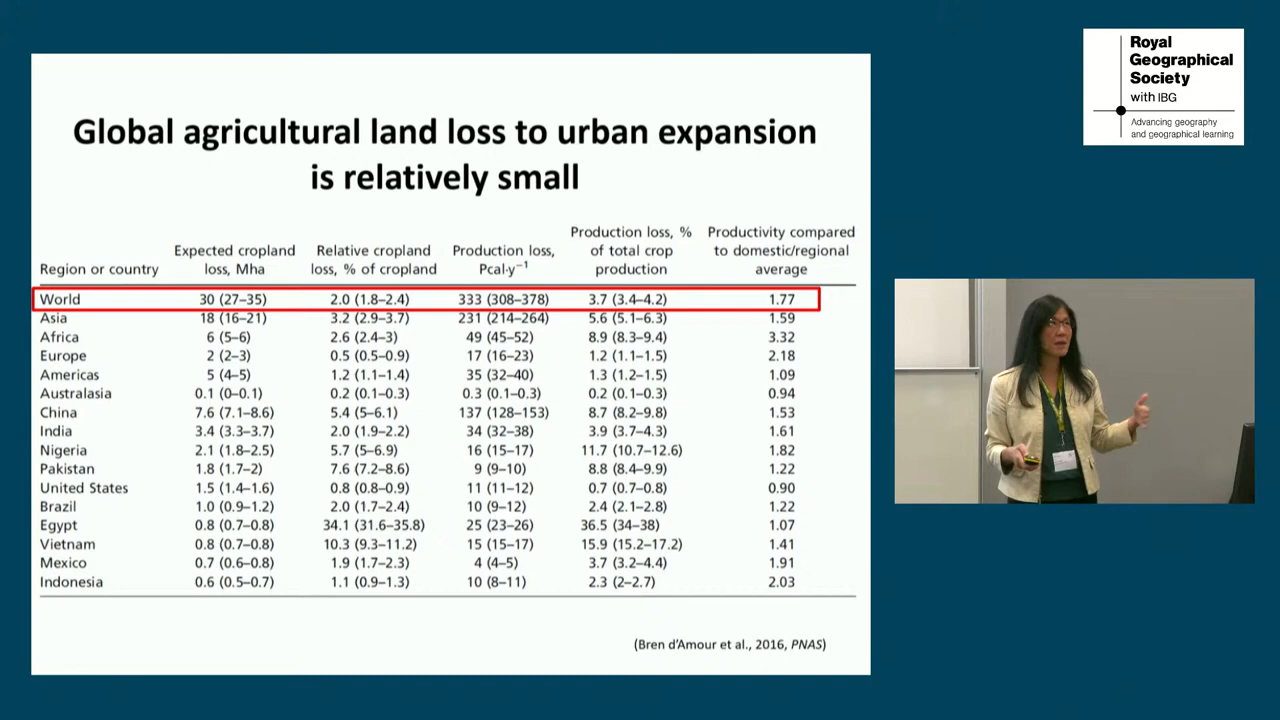 Royal
Geographical
Society
with IBG
Advancing geography
and geographical learning
Global agricultural land loss to urban expansion
is relatively small
Region or country Expected cropland loss, Mha Relative cropland loss, % of cropland Production loss, Pcal·y⁻¹ Production loss, % of total crop production Productivity compared to domestic/regional average
World 30 (27–35) 2.0 (1.8–2.4) 333 (308–378) 3.7 (3.4–4.2) 1.77
Asia 18 (16–21) 3.2 (2.9–3.7) 231 (214–264) 5.6 (5.1–6.3) 1.59
Africa 6 (5–6) 2.6 (2.4–3) 49 (45–52) 8.9 (8.3–9.4) 3.32
Europe 2 (2–3) 0.5 (0.5–0.9) 17 (16–23) 1.2 (1.1–1.5) 2.18
Americas 5 (4–5) 1.2 (1.1–1.4) 35 (32–40) 1.3 (1.2–1.5) 1.09
Australasia 0.1 (0–0.1) 0.2 (0.1–0.3) 0.3 (0.1–0.3) 0.2 (0.1–0.3) 0.94
China 7.6 (7.1–8.6) 5.4 (5–6.1) 137 (128–153) 8.7 (8.2–9.8) 1.53
India 3.4 (3.3–3.7) 2.0 (1.9–2.2) 34 (32–38) 3.9 (3.7–4.3) 1.61
Nigeria 2.1 (1.8–2.5) 5.7 (5–6.9) 16 (15–17) 11.7 (10.7–12.6) 1.82
Pakistan 1.8 (1.7–2) 7.6 (7.2–8.6) 9 (9–10) 8.8 (8.4–9.9) 1.22
United States 1.5 (1.4–1.6) 0.8 (0.8–0.9) 11 (11–12) 0.7 (0.7–0.8) 0.90
Brazil 1.0 (0.9–1.2) 2.0 (1.7–2.4) 10 (9–12) 2.4 (2.1–2.8) 1.22
Egypt 0.8 (0.7–0.8) 34.1 (31.6–35.8) 25 (23–26) 36.5 (34–38) 1.07
Vietnam 0.8 (0.7–0.8) 10.3 (9.3–11.2) 15 (15–17) 15.9 (15.2–17.2) 1.41
Mexico 0.7 (0.6–0.8) 1.9 (1.7–2.3) 4 (4–5) 3.7 (3.2–4.4) 1.91
Indonesia 0.6 (0.5–0.7) 1.1 (0.9–1.3) 10 (8–11) 2.3 (2–2.7) 2.03
(Bren d’Amour et al., 2016, PNAS)